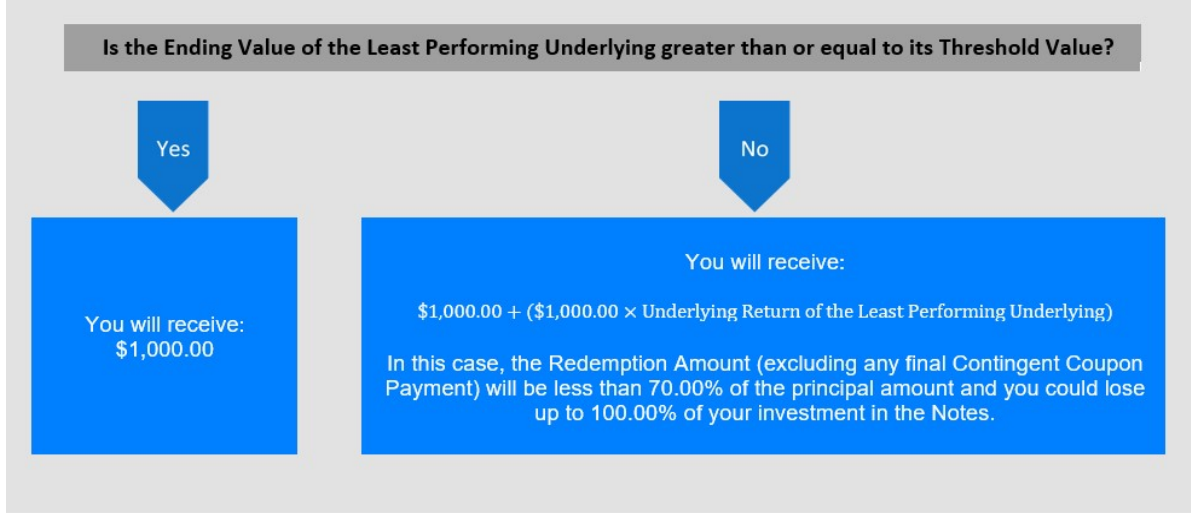 Is the Ending Value of the Least Performing Underlying greater than or equal to its Threshold Value?
Yes
No
You will receive:
$1,000.00
You will receive:
$1,000.00 + ($1,000.00 × Underlying Return of the Least Performing Underlying)
In this case, the Redemption Amount (excluding any final Contingent Coupon
Payment) will be less than 70.00% of the principal amount and you could lose
up to 100.00% of your investment in the Notes.